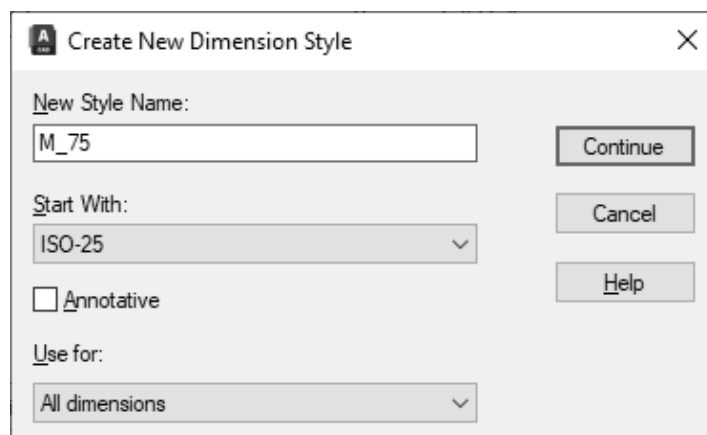 A
CAD
Create New Dimension Style
New Style Name:
M_75
Continue
Start With:
Cancel
ISO-25
Help
Annotative
Use for:
All dimensions